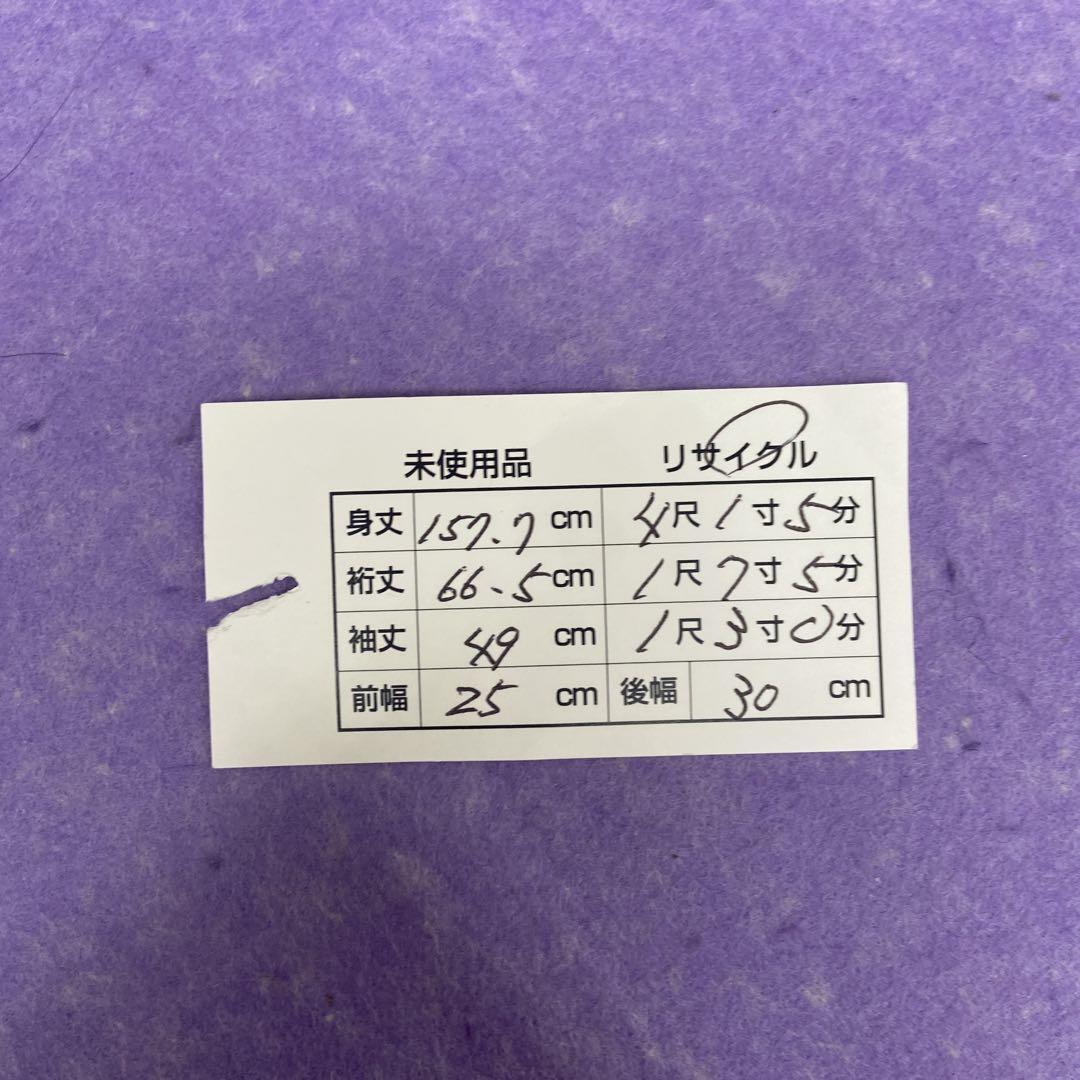 未使用品 リサイクル
身丈 157.7 cm 4尺1寸5分
裄丈 66.5cm 1尺7寸5分
袖丈 49 cm 1尺3寸0分
前幅 25 cm 後幅 30 cm